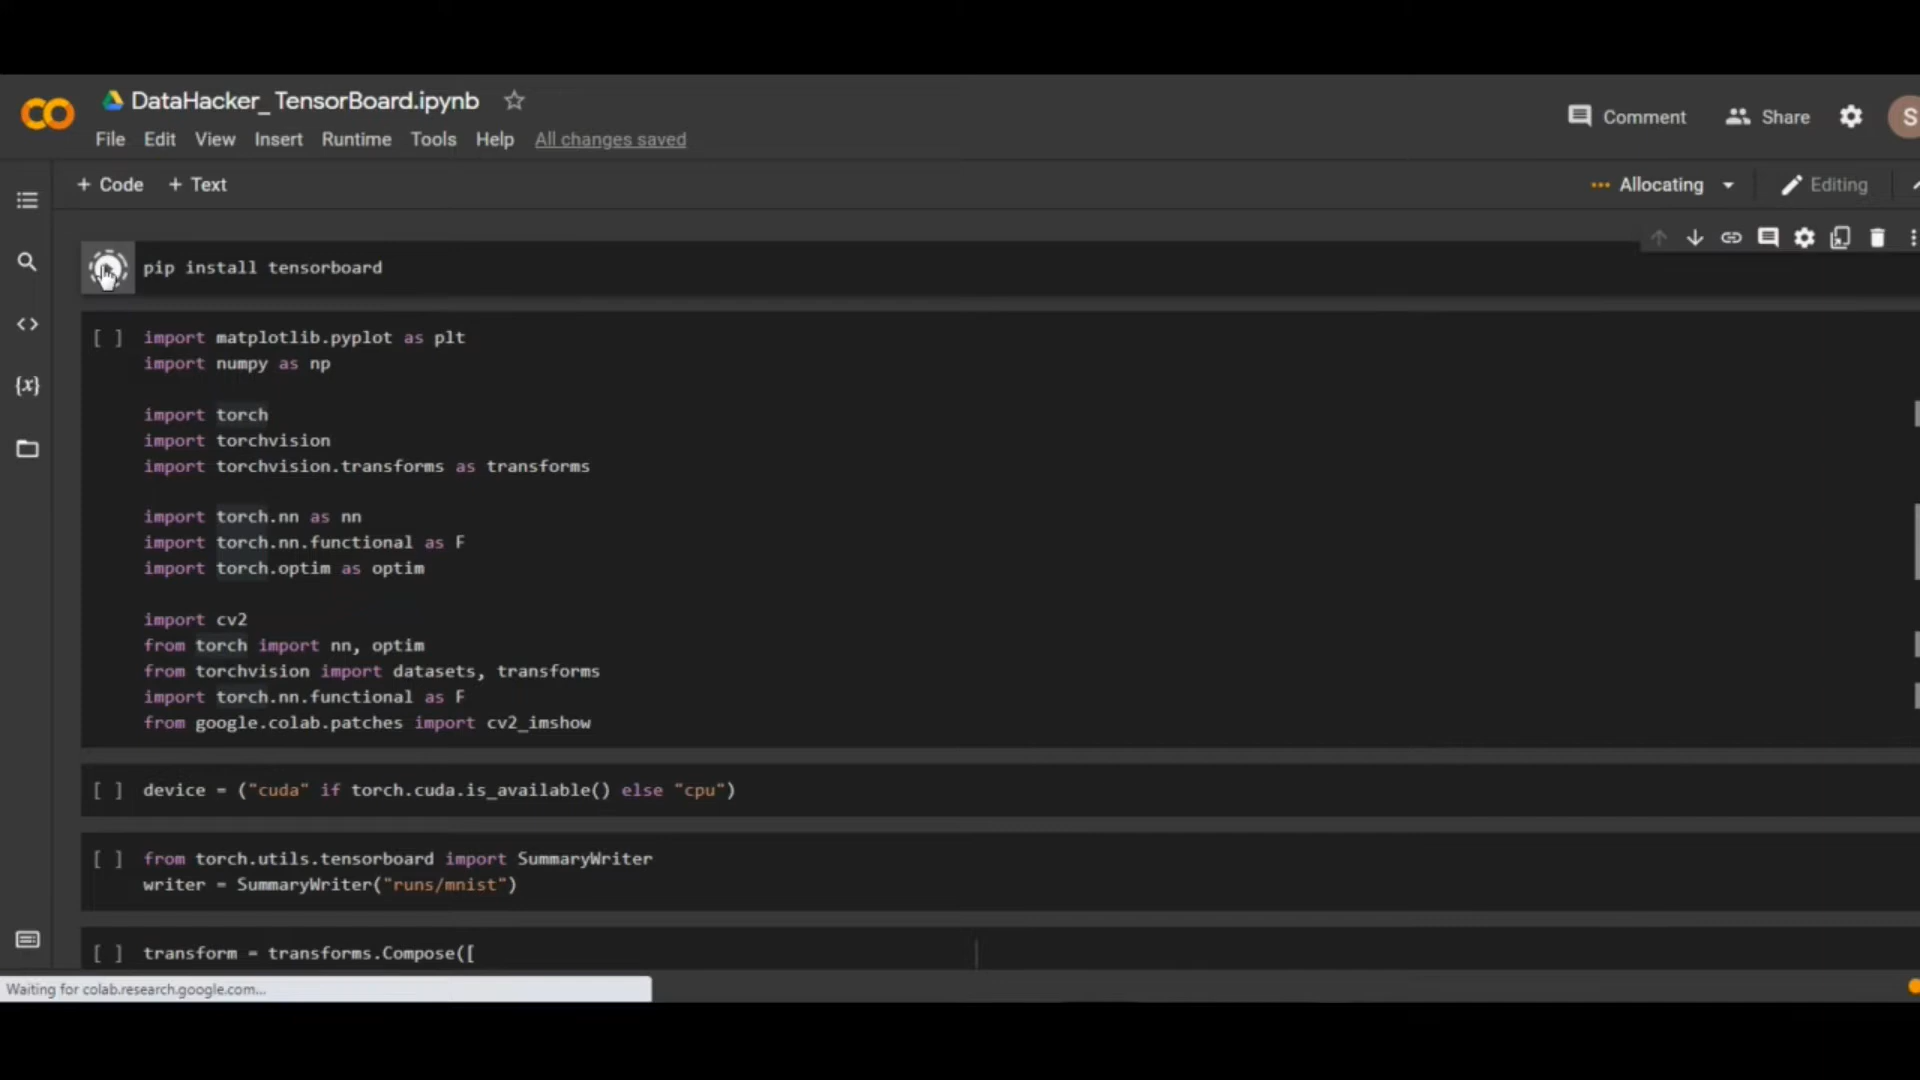 DataHacker_ TensorBoard.ipynb
Comment Share S
File Edit View Insert Runtime Tools Help All changes saved
+ Code + Text Allocating Editing
pip install tensorboard
[ ] import matplotlib.pyplot as plt
import numpy as np
import torch
import torchvision
import torchvision.transforms as transforms
import torch.nn as nn
import torch.nn.functional as F
import torch.optim as optim
import cv2
from torch import nn, optim
from torchvision import datasets, transforms
import torch.nn.functional as F
from google.colab.patches import cv2_imshow
[ ] device = ("cuda" if torch.cuda.is_available() else "cpu")
[ ] from torch.utils.tensorboard import SummaryWriter
writer = SummaryWriter("runs/mnist")
[ ] transform = transforms.Compose([
Waiting for colab.research.google.com...